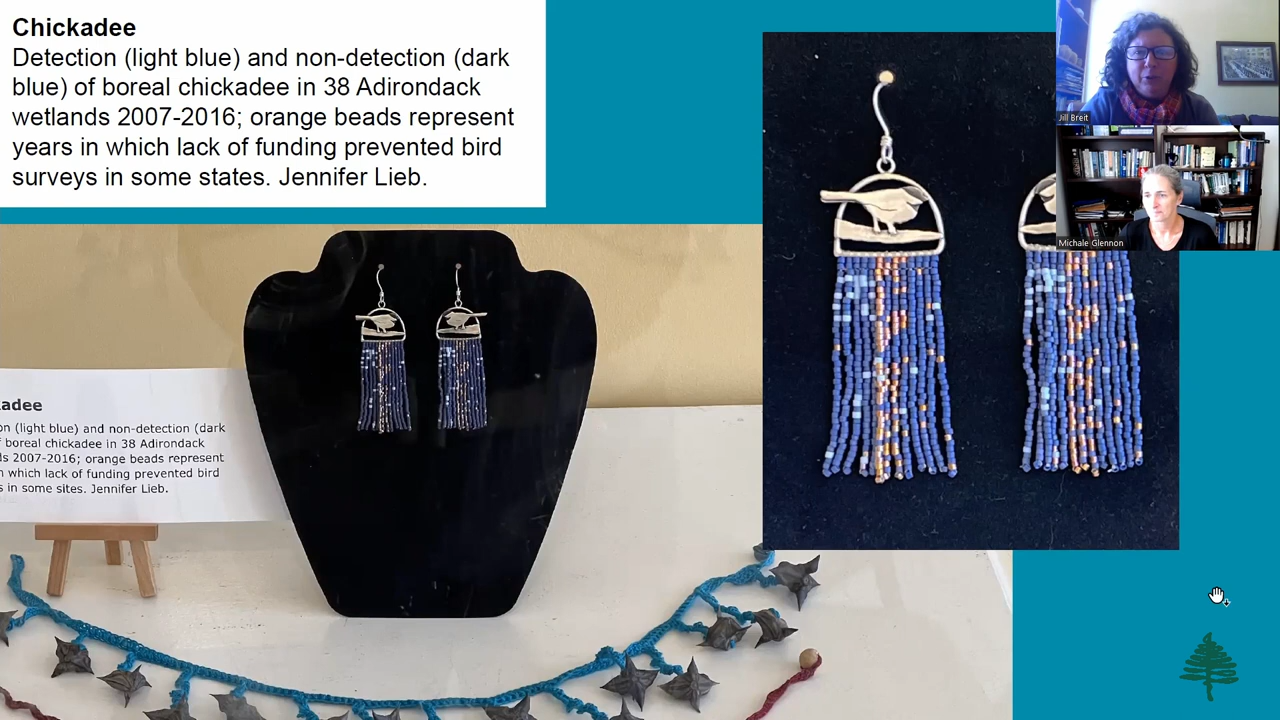 Chickadee
Detection (light blue) and non-detection (dark
blue) of boreal chickadee in 38 Adirondack
wetlands 2007-2016; orange beads represent
years in which lack of funding prevented bird
surveys in some states. Jennifer Lieb.
Jill Breit
Michale Glennon
kadee
on (light blue) and non-detection (dark
f boreal chickadee in 38 Adirondack
ds 2007-2016; orange beads represent
n which lack of funding prevented bird
s in some sites. Jennifer Lieb.